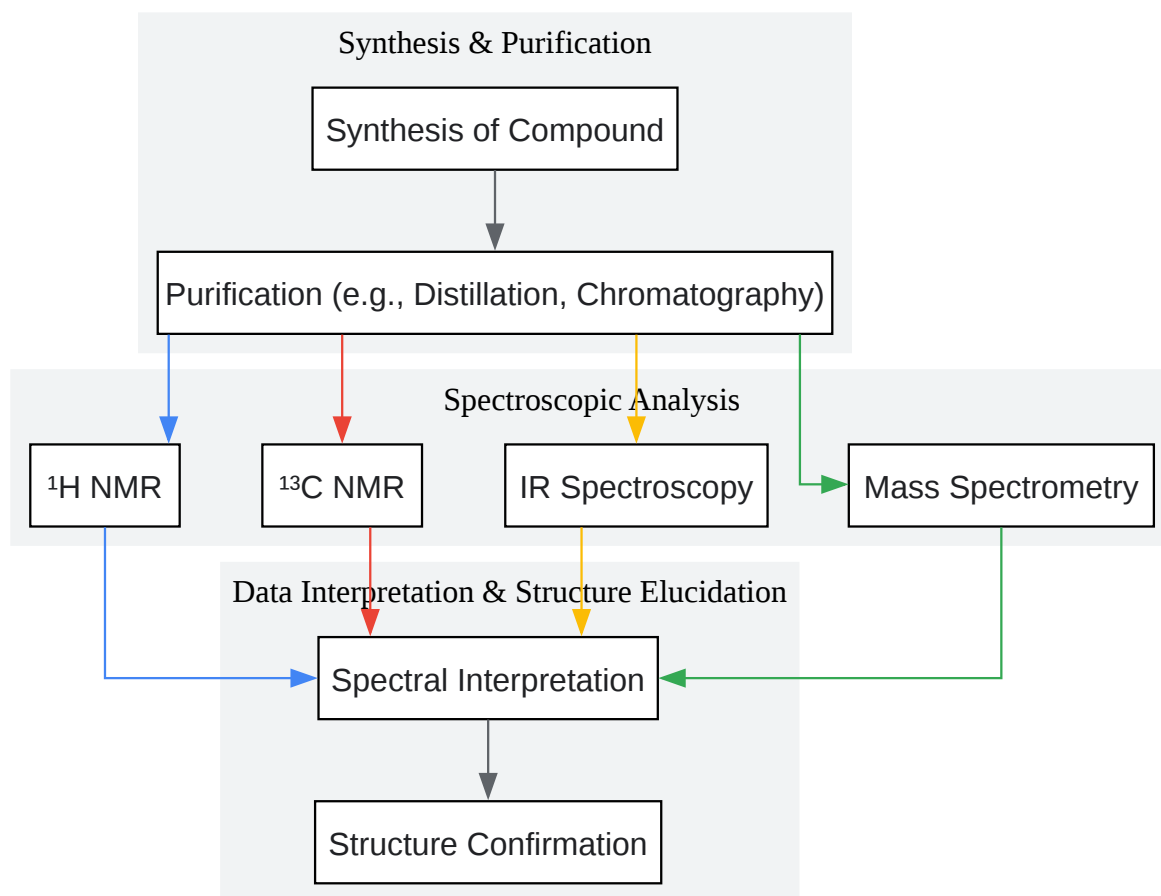 Synthesis & Purification
Synthesis of Compound
Purification (e.g., Distillation, Chromatography)
Spectroscopic Analysis
¹H NMR
¹³C NMR
IR Spectroscopy
Mass Spectrometry
Data Interpretation & Structure Elucidation
Spectral Interpretation
Structure Confirmation